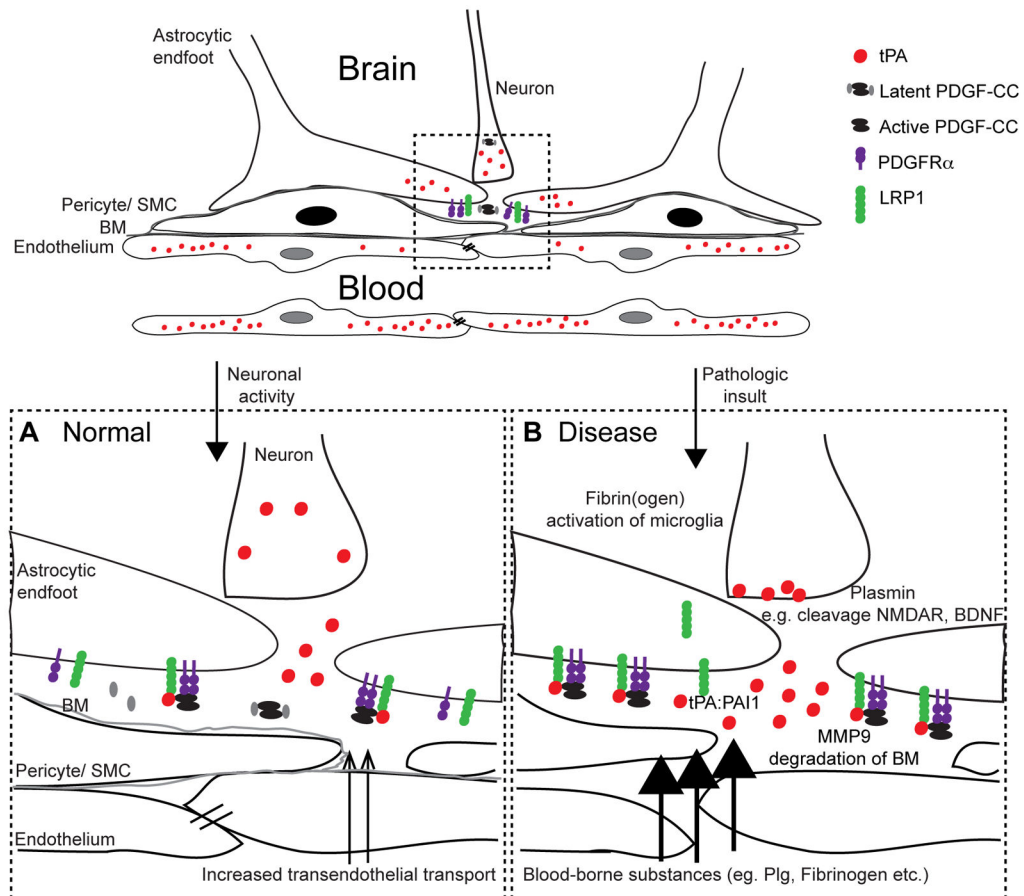 Astrocytic
endfoot
Brain
Neuron
Pericyte/ SMC
BM
Endothelium
Blood
tPA
Latent PDGF-CC
Active PDGF-CC
PDGFRα
LRP1
Neuronal
activity
Pathologic
insult
A Normal
Neuron
Astrocytic
endfoot
BM
Pericyte/ SMC
Endothelium
Increased transendothelial transport
B Disease
Fibrin(ogen)
activation of microglia
Plasmin
e.g. cleavage NMDAR, BDNF
tPA:PAI1
MMP9
degradation of BM
Blood-borne substances (eg. Plg, Fibrinogen etc.)